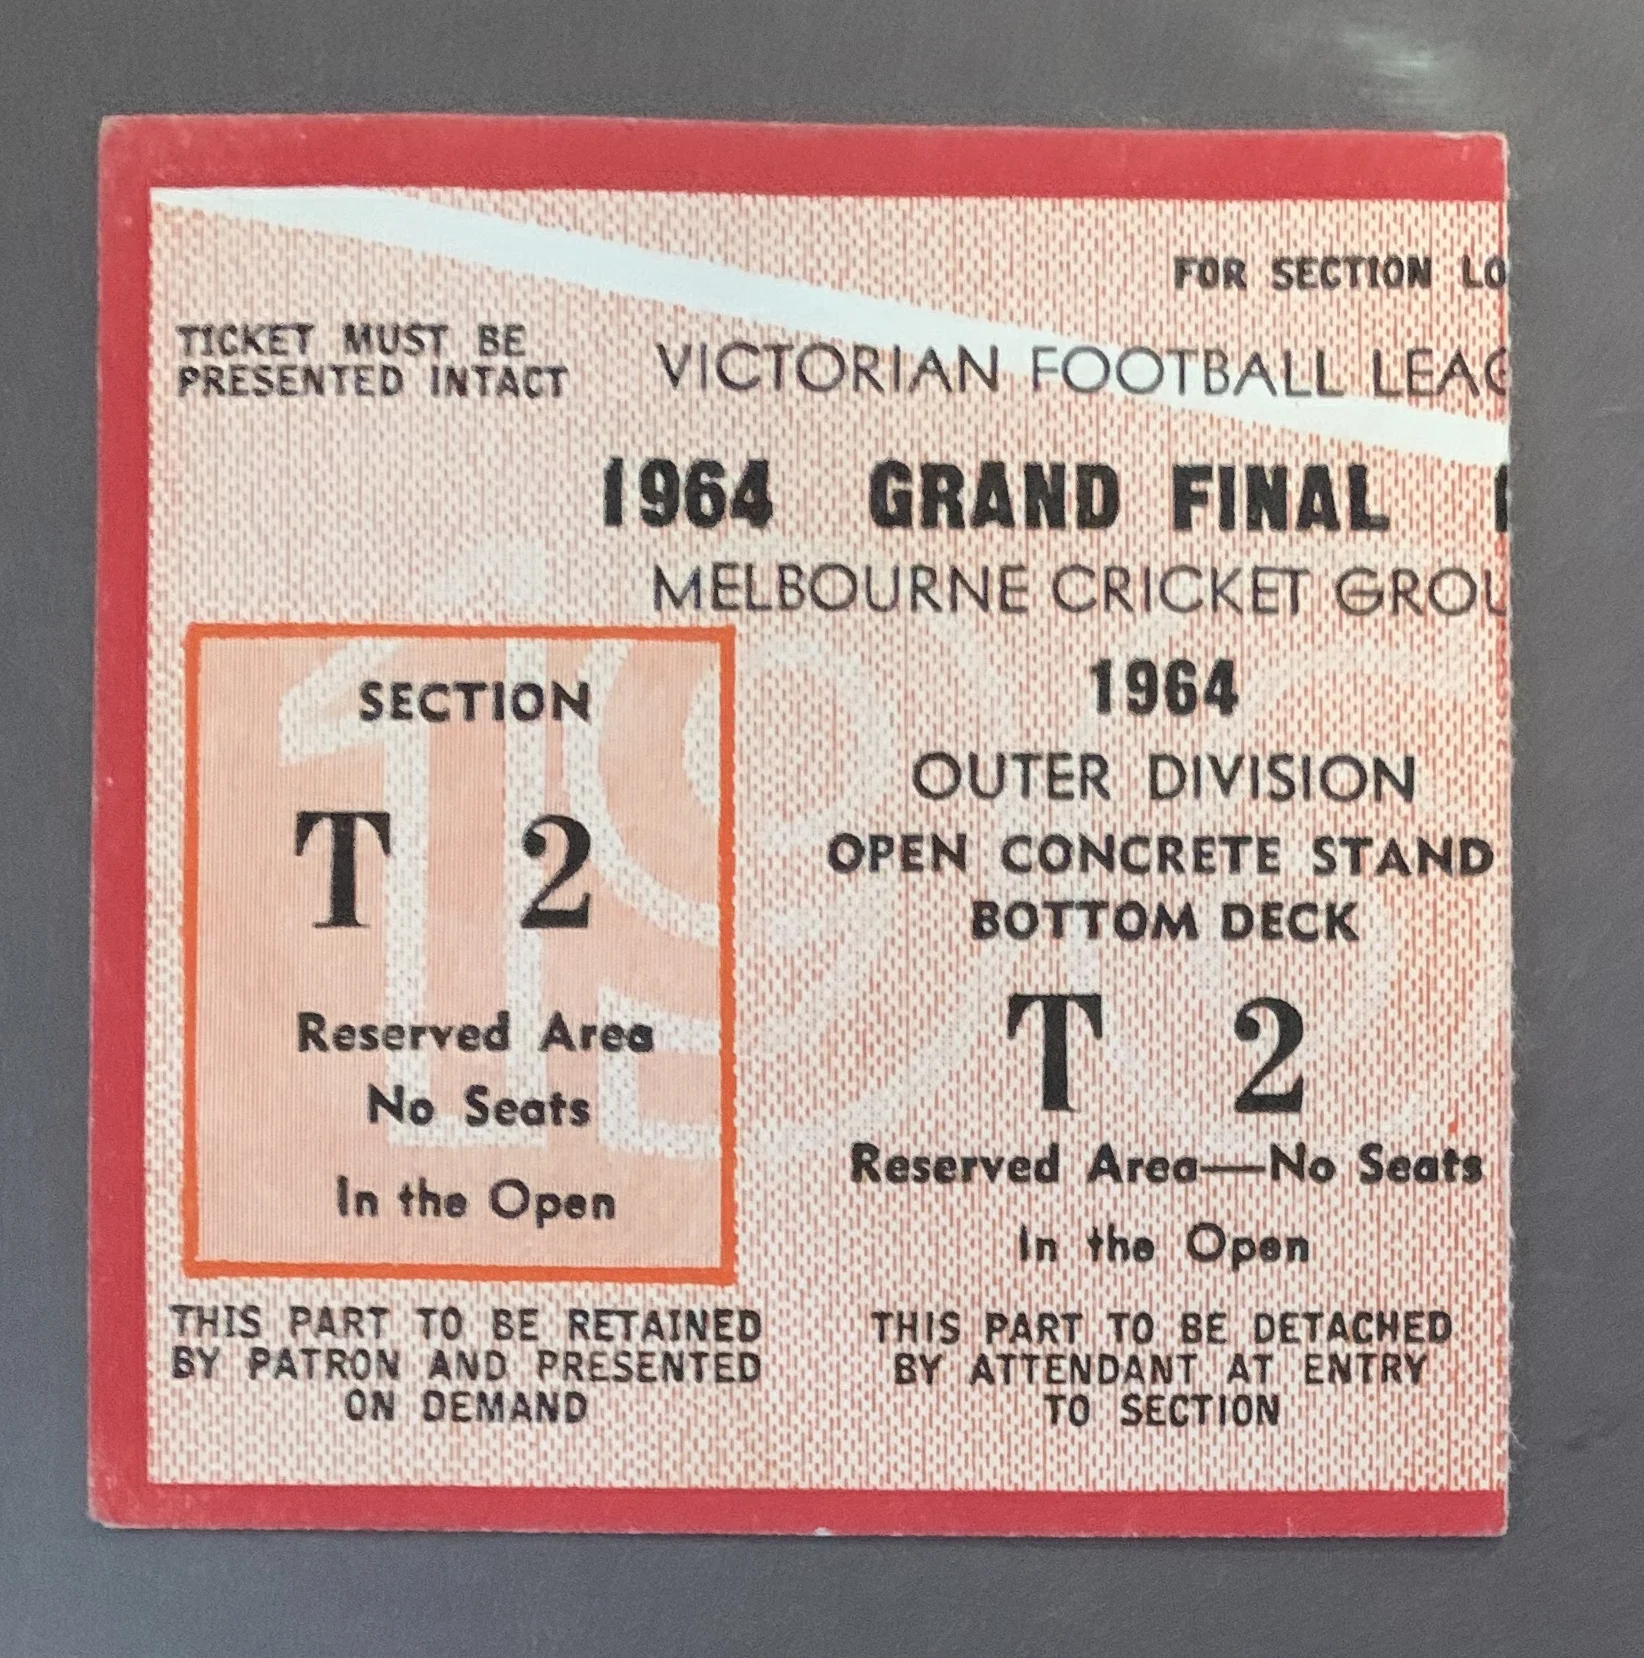 FOR SECTION LO
TICKET MUST BE
PRESENTED INTACT
VICTORIAN FOOTBALL LEAG
1964 GRAND FINAL
MELBOURNE CRICKET GROU
SECTION
T 2
Reserved Area
No Seats
In the Open
THIS PART TO BE RETAINED
BY PATRON AND PRESENTED
ON DEMAND
1964
OUTER DIVISION
OPEN CONCRETE STAND
BOTTOM DECK
T 2
Reserved Area—No Seats
In the Open
THIS PART TO BE DETACHED
BY ATTENDANT AT ENTRY
TO SECTION